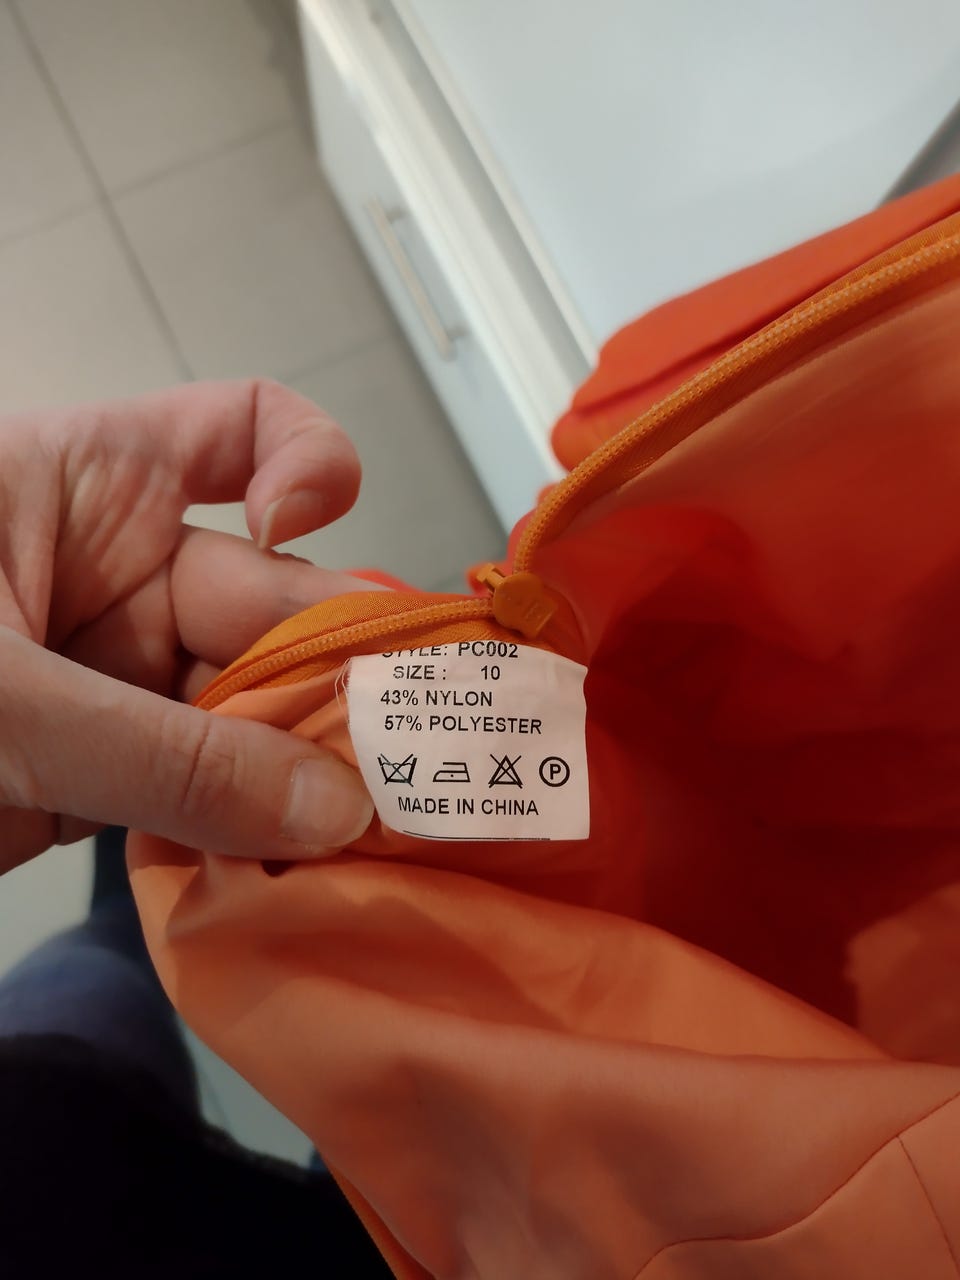 STYLE: PC002
SIZE : 10
43% NYLON
57% POLYESTER
P
MADE IN CHINA